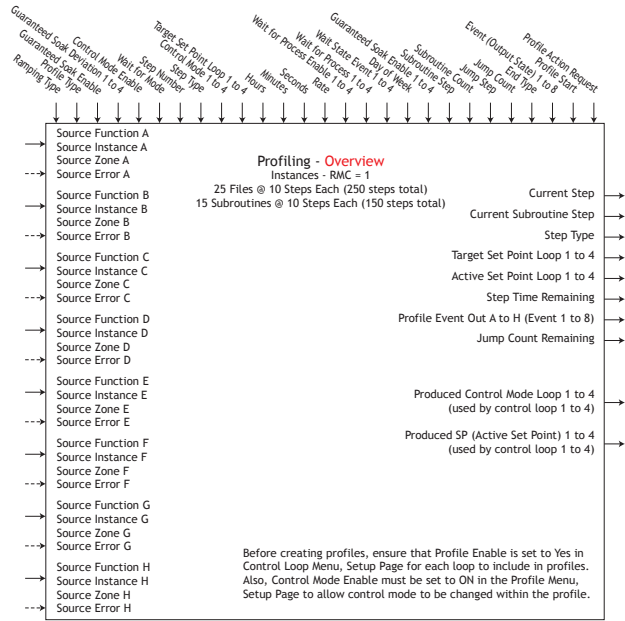 Ramping Type
Profile Type
Guaranteed Soak Enable
Guaranteed Soak Deviation 1 to 4
Control Mode Enable
Wait for Mode
Step Number
Step Type
Control Mode 1 to 4
Target Set Point Loop 1 to 4
Hours
Minutes
Seconds
Rate
Wait for Process Enable 1 to 4
Wait for Process 1 to 4
Wait State Event 1 to 4
Day of Week
Guaranteed Soak Enable 1 to 4
Subroutine Step
Subroutine Count
Jump Step
Jump Count
End Type
Event (Output State) 1 to 8
Profile Start
Profile Action Request
Source Function A
Source Instance A
Source Zone A
Source Error A
Source Function B
Source Instance B
Source Zone B
Source Error B
Source Function C
Source Instance C
Source Zone C
Source Error C
Source Function D
Source Instance D
Source Zone D
Source Error D
Source Function E
Source Instance E
Source Zone E
Source Error E
Source Function F
Source Instance F
Source Zone F
Source Error F
Source Function G
Source Instance G
Source Zone G
Source Error G
Source Function H
Source Instance H
Source Zone H
Source Error H
Profiling - Overview
Instances - RMC = 1
25 Files @ 10 Steps Each (250 steps total)
15 Subroutines @ 10 Steps Each (150 steps total)
Current Step
Current Subroutine Step
Step Type
Target Set Point Loop 1 to 4
Active Set Point Loop 1 to 4
Step Time Remaining
Profile Event Out A to H (Event 1 to 8)
Jump Count Remaining
Produced Control Mode Loop 1 to 4
(used by control loop 1 to 4)
Produced SP (Active Set Point) 1 to 4
(used by control loop 1 to 4)
Before creating profiles, ensure that Profile Enable is set to Yes in
Control Loop Menu, Setup Page for each loop to include in profiles.
Also, Control Mode Enable must be set to ON in the Profile Menu,
Setup Page to allow control mode to be changed within the profile.